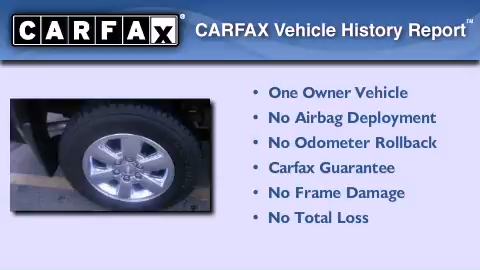 CARFAX® CARFAX Vehicle History Report™
• One Owner Vehicle
• No Airbag Deployment
• No Odometer Rollback
• Carfax Guarantee
• No Frame Damage
• No Total Loss